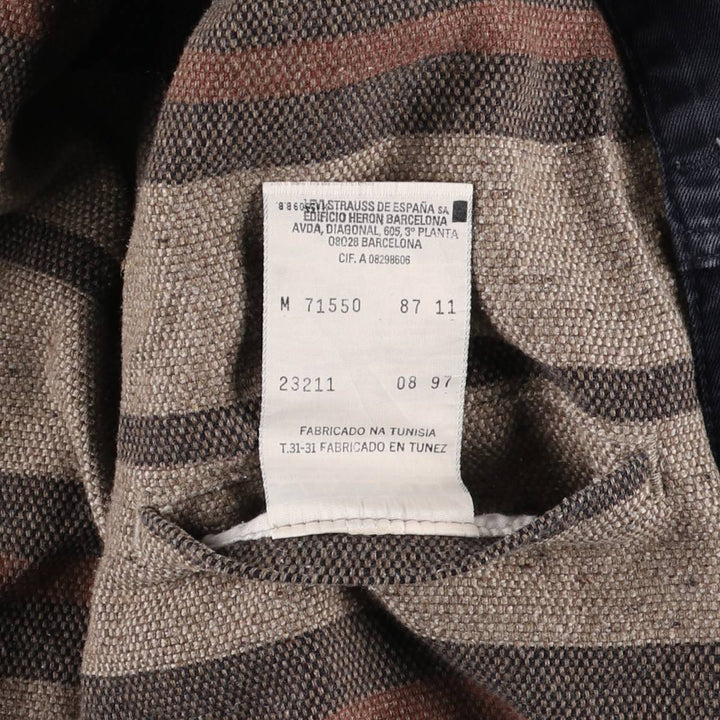 LEVI STRAUSS DE ESPAÑA SA
EDIFICIO HERON BARCELONA
AVDA, DIAGONAL, 605, 3º PLANTA
08028 BARCELONA
CIF. A 08298606
M 71550 87 11
23211 08 97
FABRICADO NA TUNISIA
T.31-31 FABRICADO EN TUNEZ